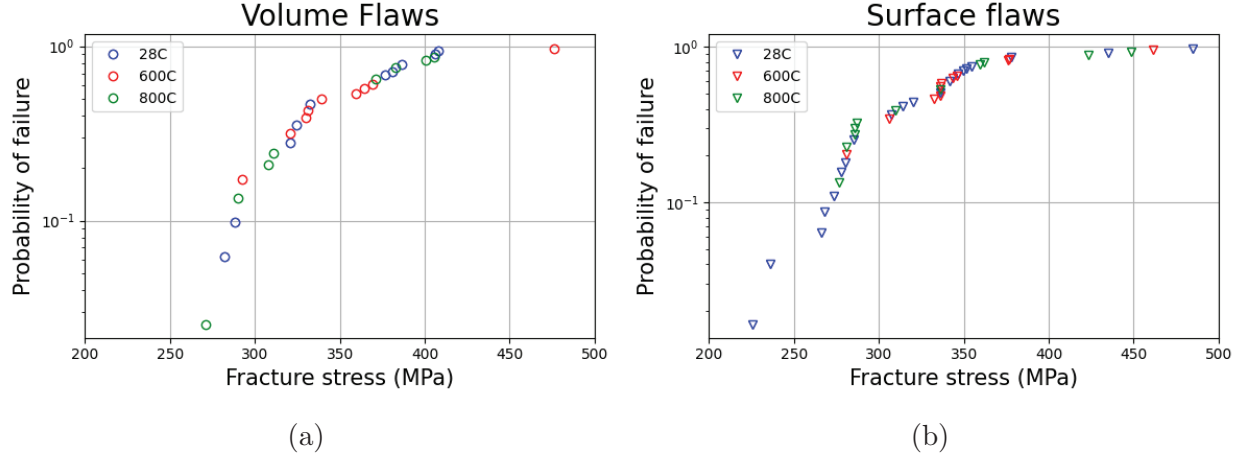 Volume Flaws
10⁰
10⁻¹
28C
600C
800C
Probability of failure
200 250 300 350 400 450 500
Fracture stress (MPa)
(a)
Surface flaws
10⁰
10⁻¹
28C
600C
800C
Probability of failure
200 250 300 350 400 450 500
Fracture stress (MPa)
(b)